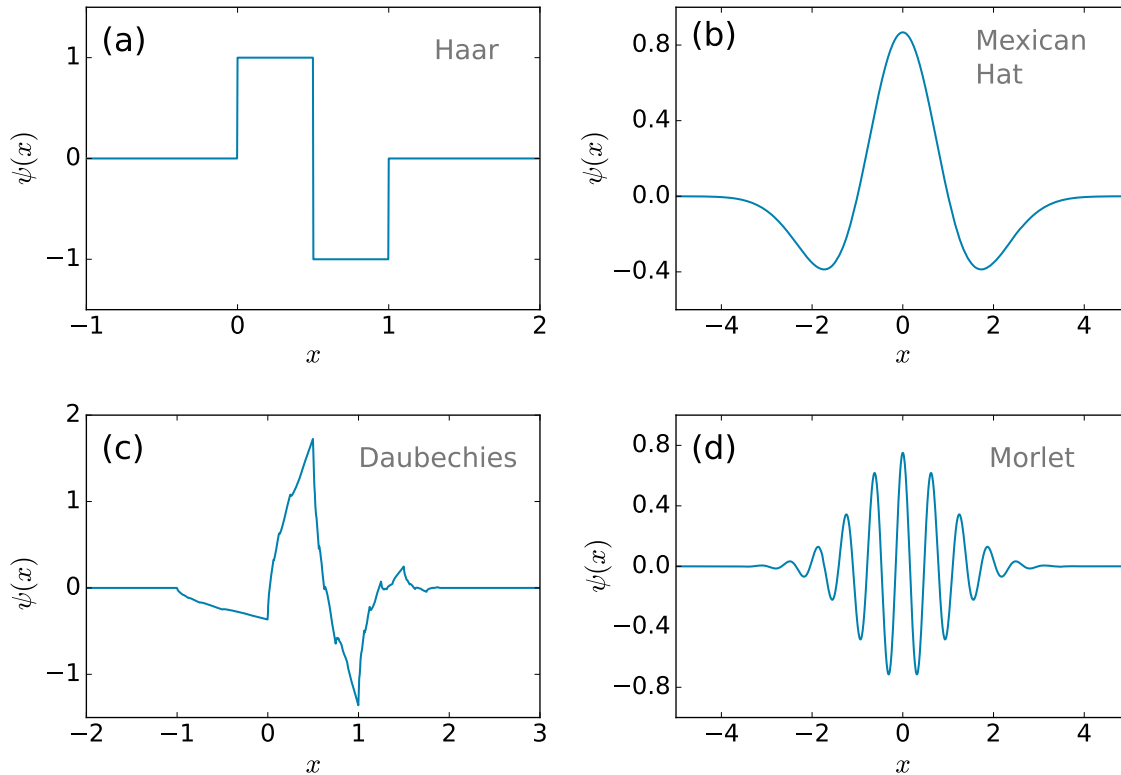 (a)
Haar
1
0
−1
ψ(x)
−1 0 1 2
x
(b)
Mexican
Hat
0.8
0.4
0.0
−0.4
ψ(x)
−4 −2 0 2 4
x
(c)
Daubechies
2
1
0
−1
ψ(x)
−2 −1 0 1 2 3
x
(d)
Morlet
0.8
0.4
0.0
−0.4
−0.8
ψ(x)
−4 −2 0 2 4
x